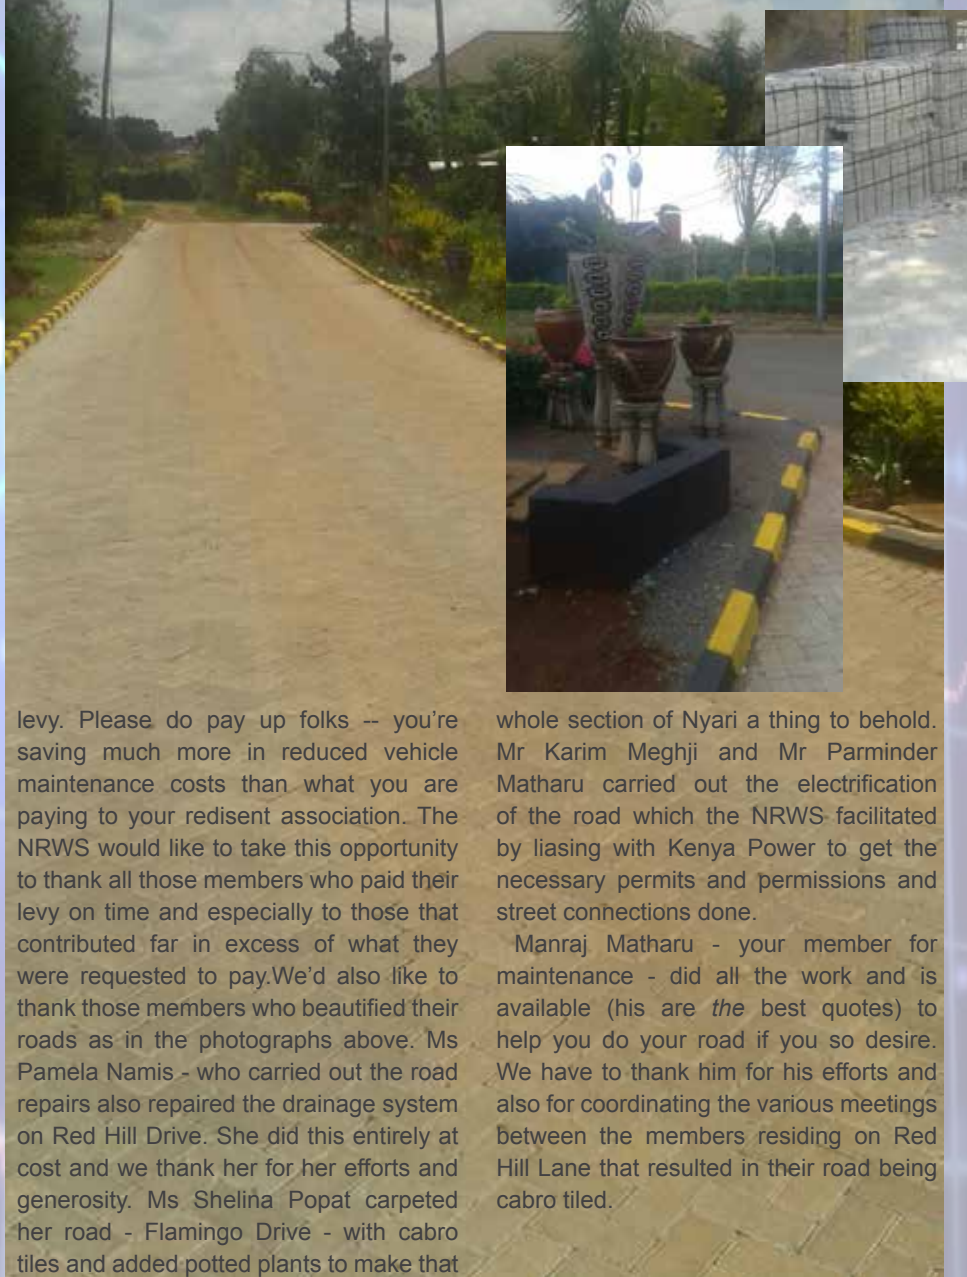 levy. Please do pay up folks -- you're
saving much more in reduced vehicle
maintenance costs than what you are
paying to your redisent association. The
NRWS would like to take this opportunity
to thank all those members who paid their
levy on time and especially to those that
contributed far in excess of what they
were requested to pay.We'd also like to
thank those members who beautified their
roads as in the photographs above. Ms
Pamela Namis - who carried out the road
repairs also repaired the drainage system
on Red Hill Drive. She did this entirely at
cost and we thank her for her efforts and
generosity. Ms Shelina Popat carpeted
her road - Flamingo Drive - with cabro
tiles and added potted plants to make that
whole section of Nyari a thing to behold.
Mr Karim Meghji and Mr Parminder
Matharu carried out the electrification
of the road which the NRWS facilitated
by liasing with Kenya Power to get the
necessary permits and permissions and
street connections done.
Manraj Matharu - your member for
maintenance - did all the work and is
available (his are the best quotes) to
help you do your road if you so desire.
We have to thank him for his efforts and
also for coordinating the various meetings
between the members residing on Red
Hill Lane that resulted in their road being
cabro tiled.